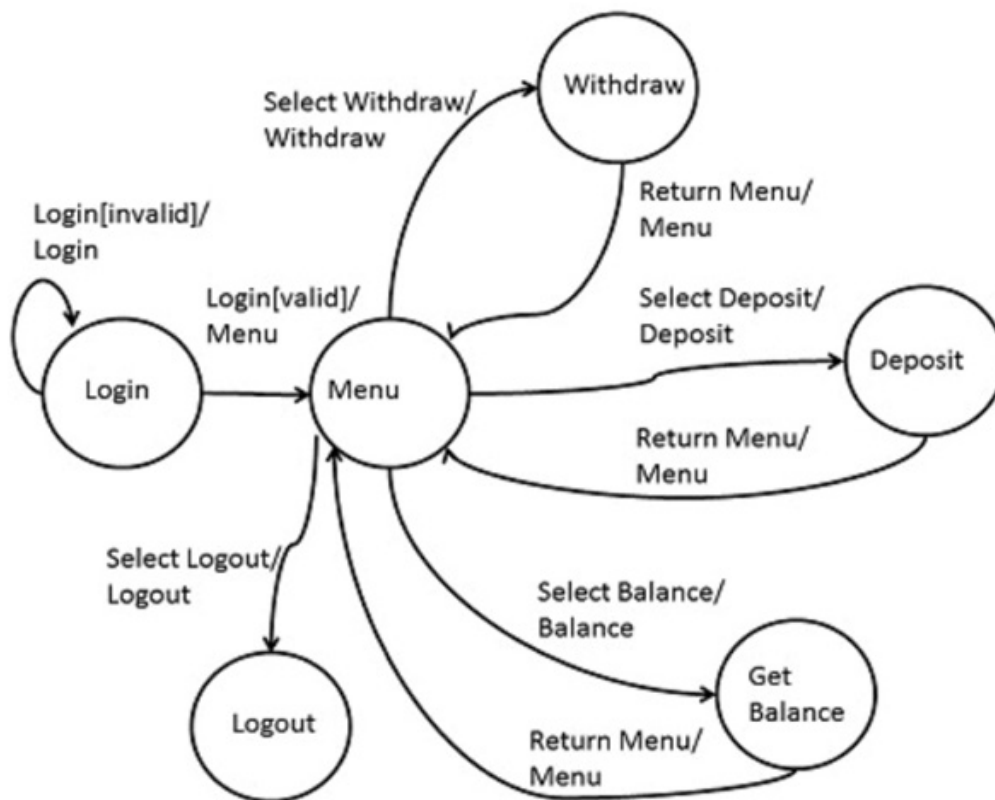 Withdraw
Select Withdraw/
Withdraw
Return Menu/
Menu
Login[invalid]/
Login
Login[valid]/
Menu
Select Deposit/
Deposit
Deposit
Login
Menu
Return Menu/
Menu
Select Logout/
Logout
Select Balance/
Balance
Get
Balance
Logout
Return Menu/
Menu